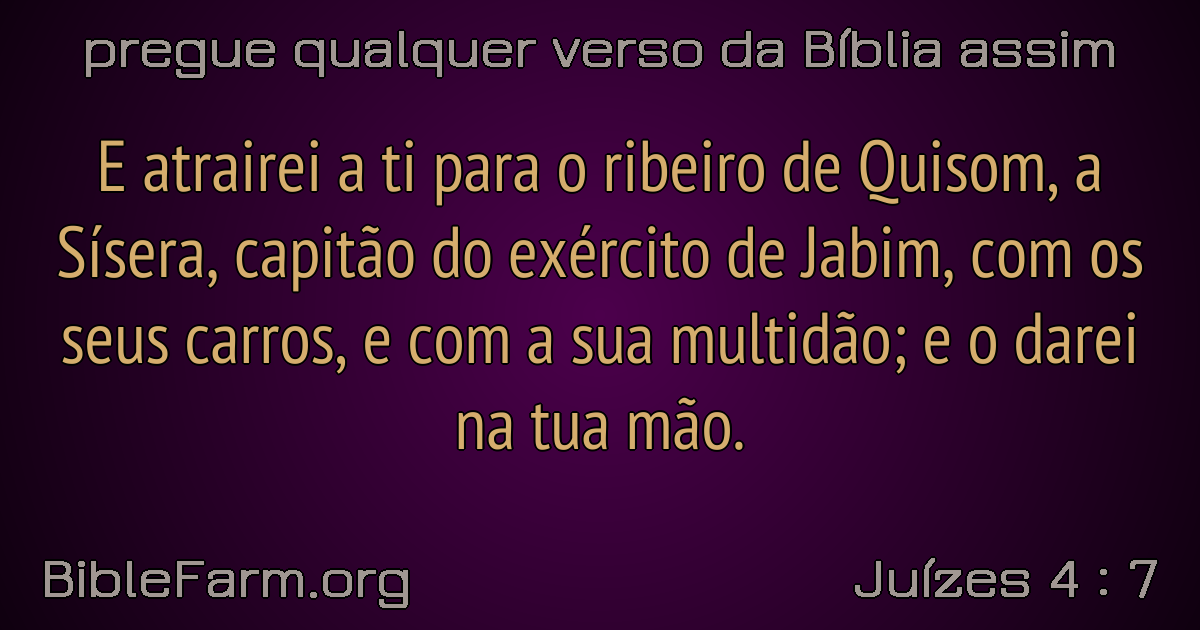 pregue qualquer verso da Bíblia assim
E atrairei a ti para o ribeiro de Quisom, a
Sísera, capitão do exército de Jabim, com os
seus carros, e com a sua multidão; e o darei
na tua mão.
BibleFarm.org
Juízes 4 : 7